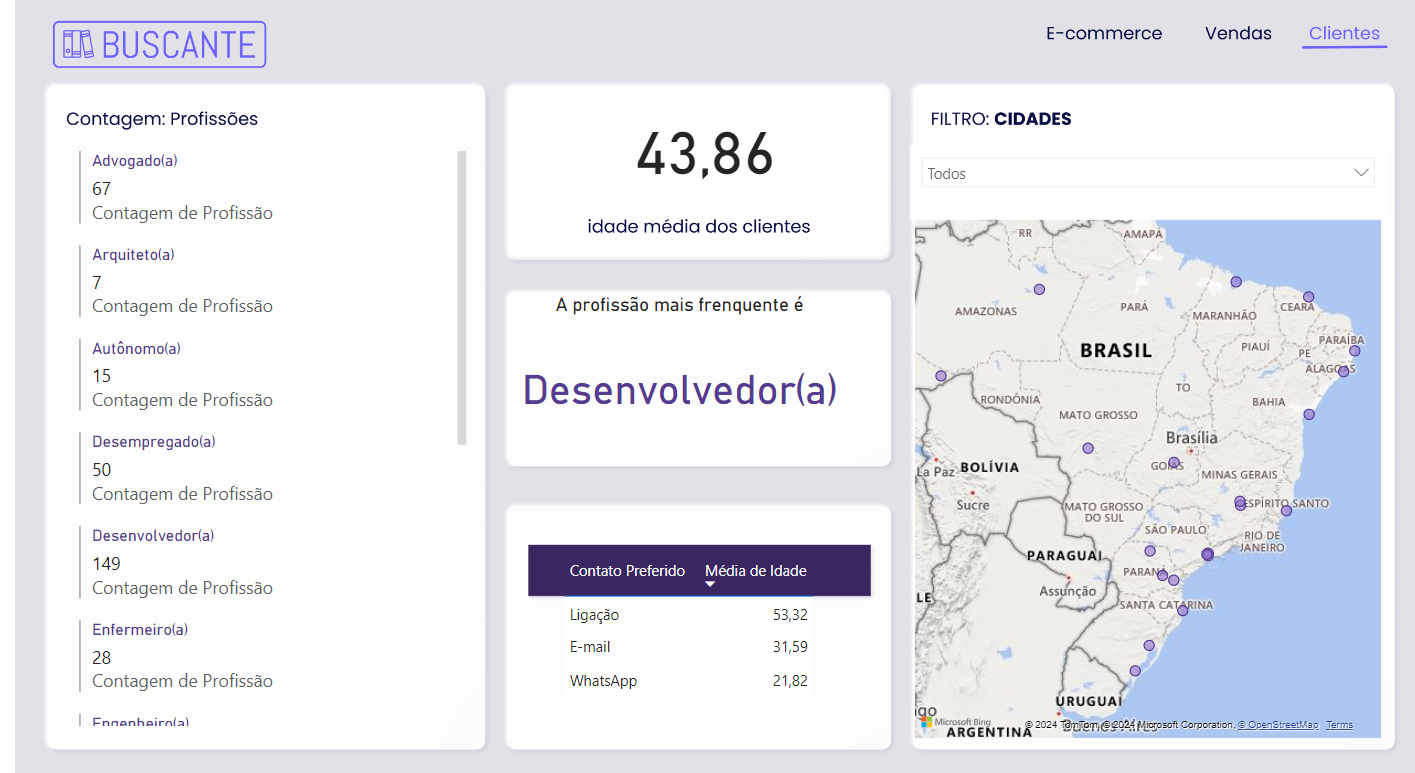 BUSCANTE
E-commerce
Vendas
Clientes
Contagem: Profissões
Advogado(a)
67
Contagem de Profissão
Arquiteto(a)
7
Contagem de Profissão
Autônomo(a)
15
Contagem de Profissão
Desempregado(a)
50
Contagem de Profissão
Desenvolvedor(a)
149
Contagem de Profissão
Enfermeiro(a)
28
Contagem de Profissão
Engenheiro(a)
43,86
idade média dos clientes
A profissão mais frenquente é
Desenvolvedor(a)
Contato Preferido Média de Idade
Ligação 53,32
E-mail 31,59
WhatsApp 21,82
FILTRO: CIDADES
Todos
RR
AMAPÁ
AMAZONAS
PARÁ
MARANHÃO
CEARÁ
BRASIL
PIAUÍ
PARAÍBA
PE
ALAGOAS
TO
RONDÔNIA
MATO GROSSO
BAHIA
Brasília
La Paz
BOLÍVIA
GOIÁS
MINAS GERAIS
Sucre
MATO GROSSO
DO SUL
ESPÍRITO SANTO
SÃO PAULO
RIO DE
JANEIRO
PARAGUAI
PARANÁ
Assunção
SANTA CATARINA
URUGUAI
Microsoft Bing
© 2024 TomTom, © 2024 Microsoft Corporation, © OpenStreetMap Terms
ARGENTINA
Buenos Aires